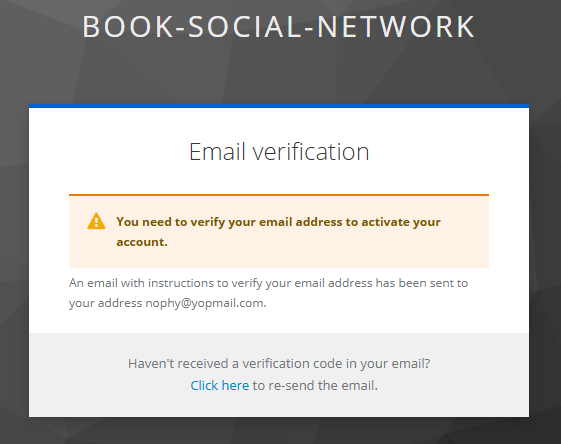 BOOK-SOCIAL-NETWORK
Email verification
You need to verify your email address to activate your
account.
An email with instructions to verify your email address has been sent to
your address nophy@yopmail.com.
Haven't received a verification code in your email?
Click here to re-send the email.